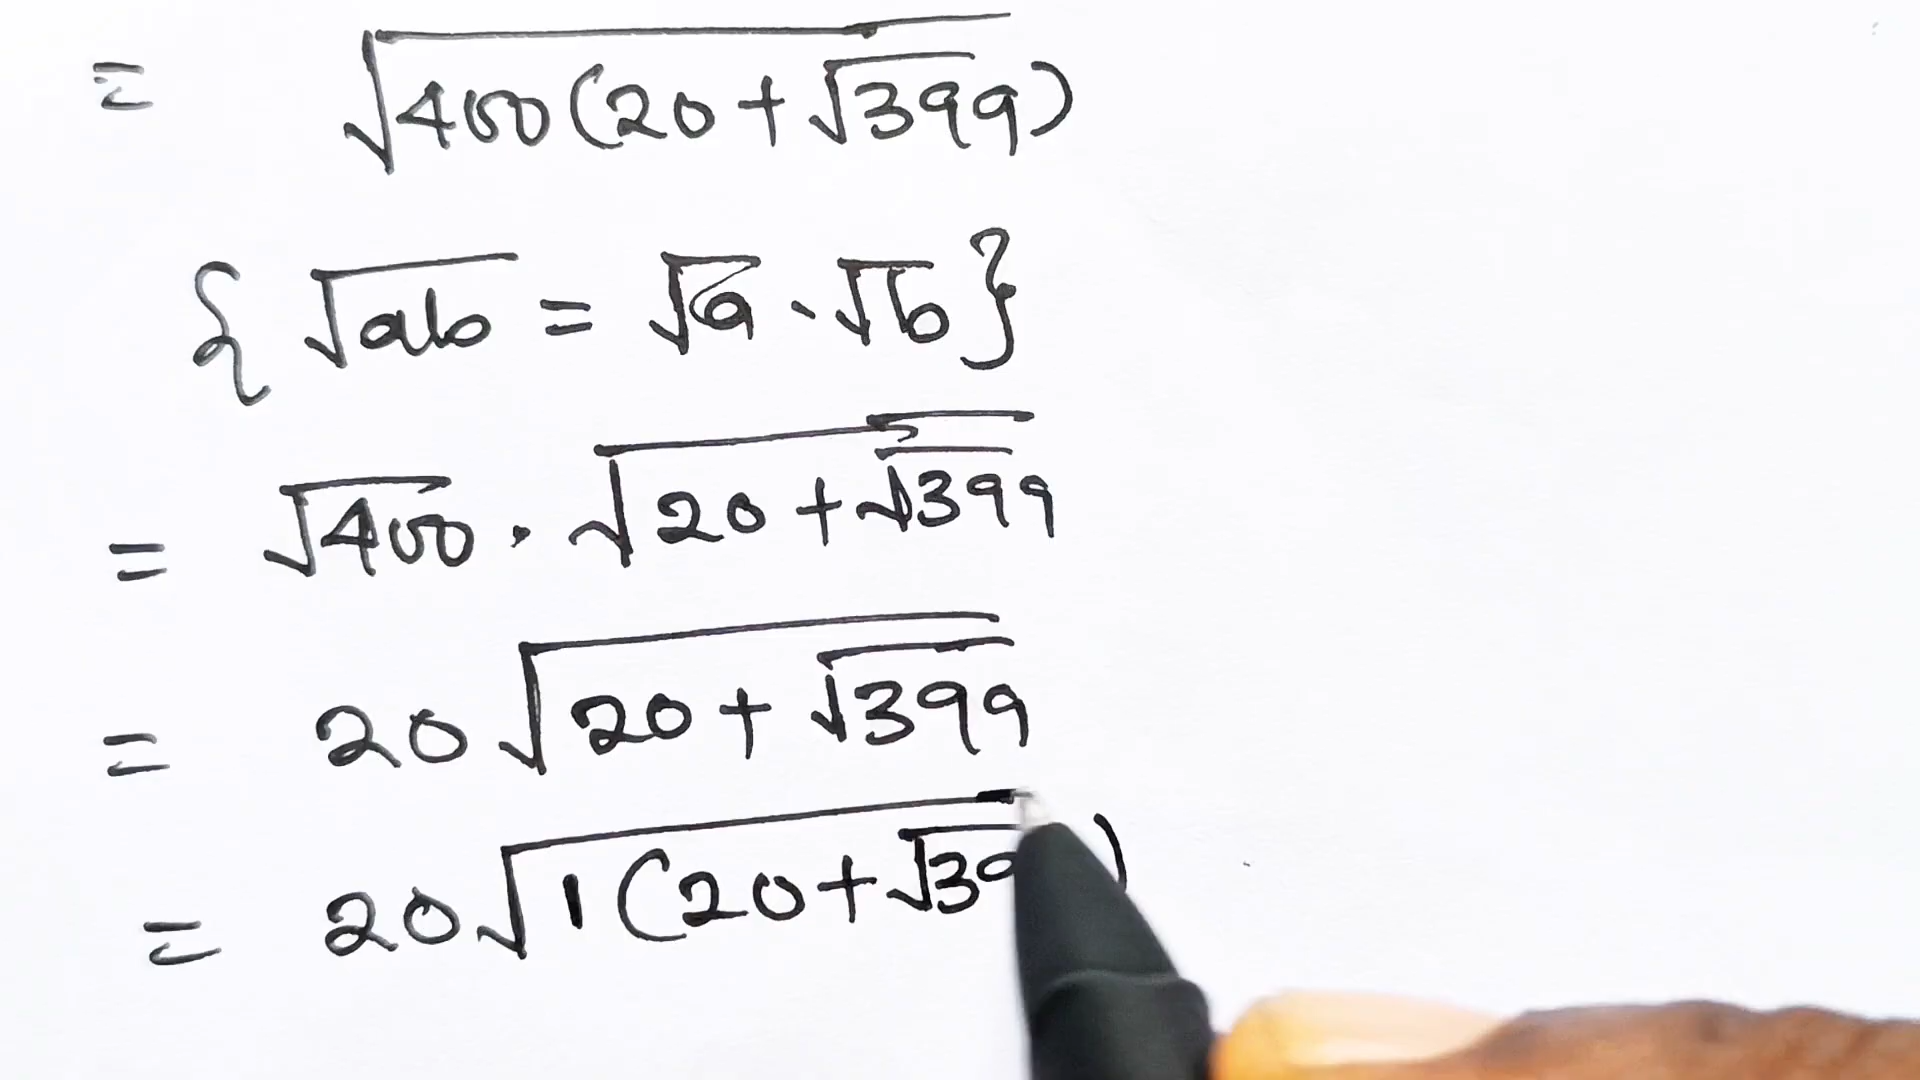 = √400(20+√399)
{√ab = √a · √b}
= √400 · √20+√399
= 20√20+√399
= 20√1(20+√39 )